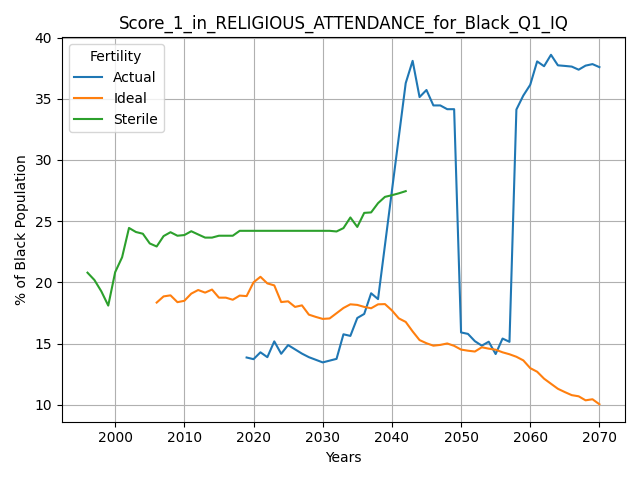 Score_1_in_RELIGIOUS_ATTENDANCE_for_Black_Q1_IQ
Fertility
Actual
Ideal
Sterile
% of Black Population
40
35
30
25
20
15
10
2000 2010 2020 2030 2040 2050 2060 2070
Years